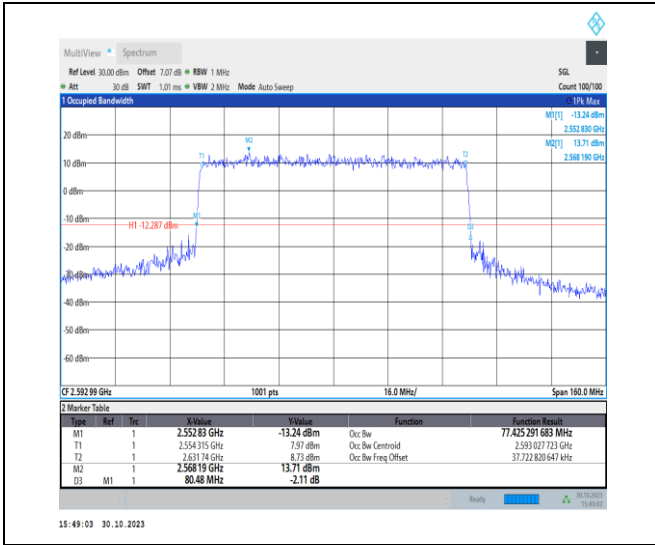 MultiView Spectrum
Ref Level 30.00 dBm Offset 7.07 dB RBW 1 MHz SGL
Att 30 dB SWT 1.01 ms VBW 2 MHz Mode Auto Sweep Count 100/100
1 Occupied Bandwidth 1Pk Max
M1[1] -13.24 dBm
2.552 830 GHz
M2[1] 13.71 dBm
2.568 190 GHz
20 dBm
M2
T1
T2
10 dBm
0 dBm
-10 dBm
M1
H1 -12.287 dBm
D3
-20 dBm
-30 dBm
-40 dBm
-50 dBm
-60 dBm
CF 2.592 99 GHz 1001 pts 16.0 MHz/ Span 160.0 MHz
2 Marker Table
Type Ref Trc X-Value Y-Value Function Function Result
M1 1 2.552 83 GHz -13.24 dBm Occ Bw 77.425 291 683 MHz
T1 1 2.554 315 GHz 7.97 dBm Occ Bw Centroid 2.593 027 723 GHz
T2 1 2.631 74 GHz 8.73 dBm Occ Bw Freq Offset 37.722 820 647 kHz
M2 1 2.568 19 GHz 13.71 dBm
D3 M1 1 80.48 MHz -2.11 dB
Ready 30.10.2023
15:49:02
15:49:03 30.10.2023